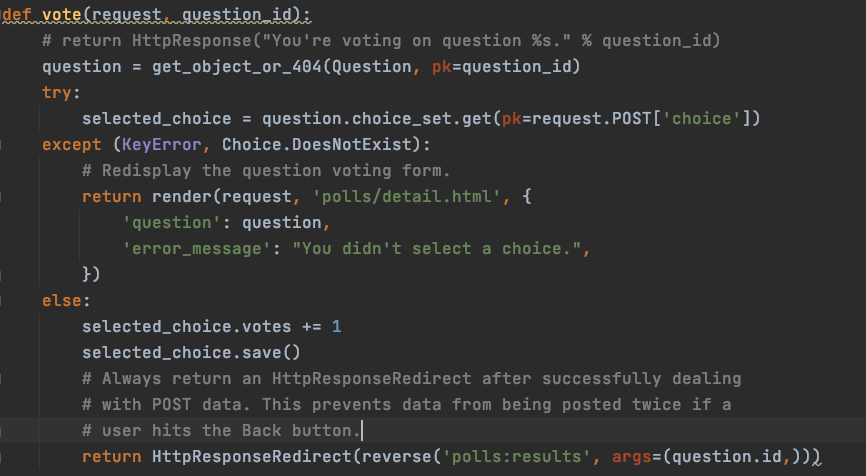 def vote(request, question_id):
    # return HttpResponse("You're voting on question %s." % question_id)
    question = get_object_or_404(Question, pk=question_id)
    try:
        selected_choice = question.choice_set.get(pk=request.POST['choice'])
    except (KeyError, Choice.DoesNotExist):
        # Redisplay the question voting form.
        return render(request, 'polls/detail.html', {
            'question': question,
            'error_message': "You didn't select a choice.",
        })
    else:
        selected_choice.votes += 1
        selected_choice.save()
        # Always return an HttpResponseRedirect after successfully dealing
        # with POST data. This prevents data from being posted twice if a
        # user hits the Back button.
        return HttpResponseRedirect(reverse('polls:results', args=(question.id,)))